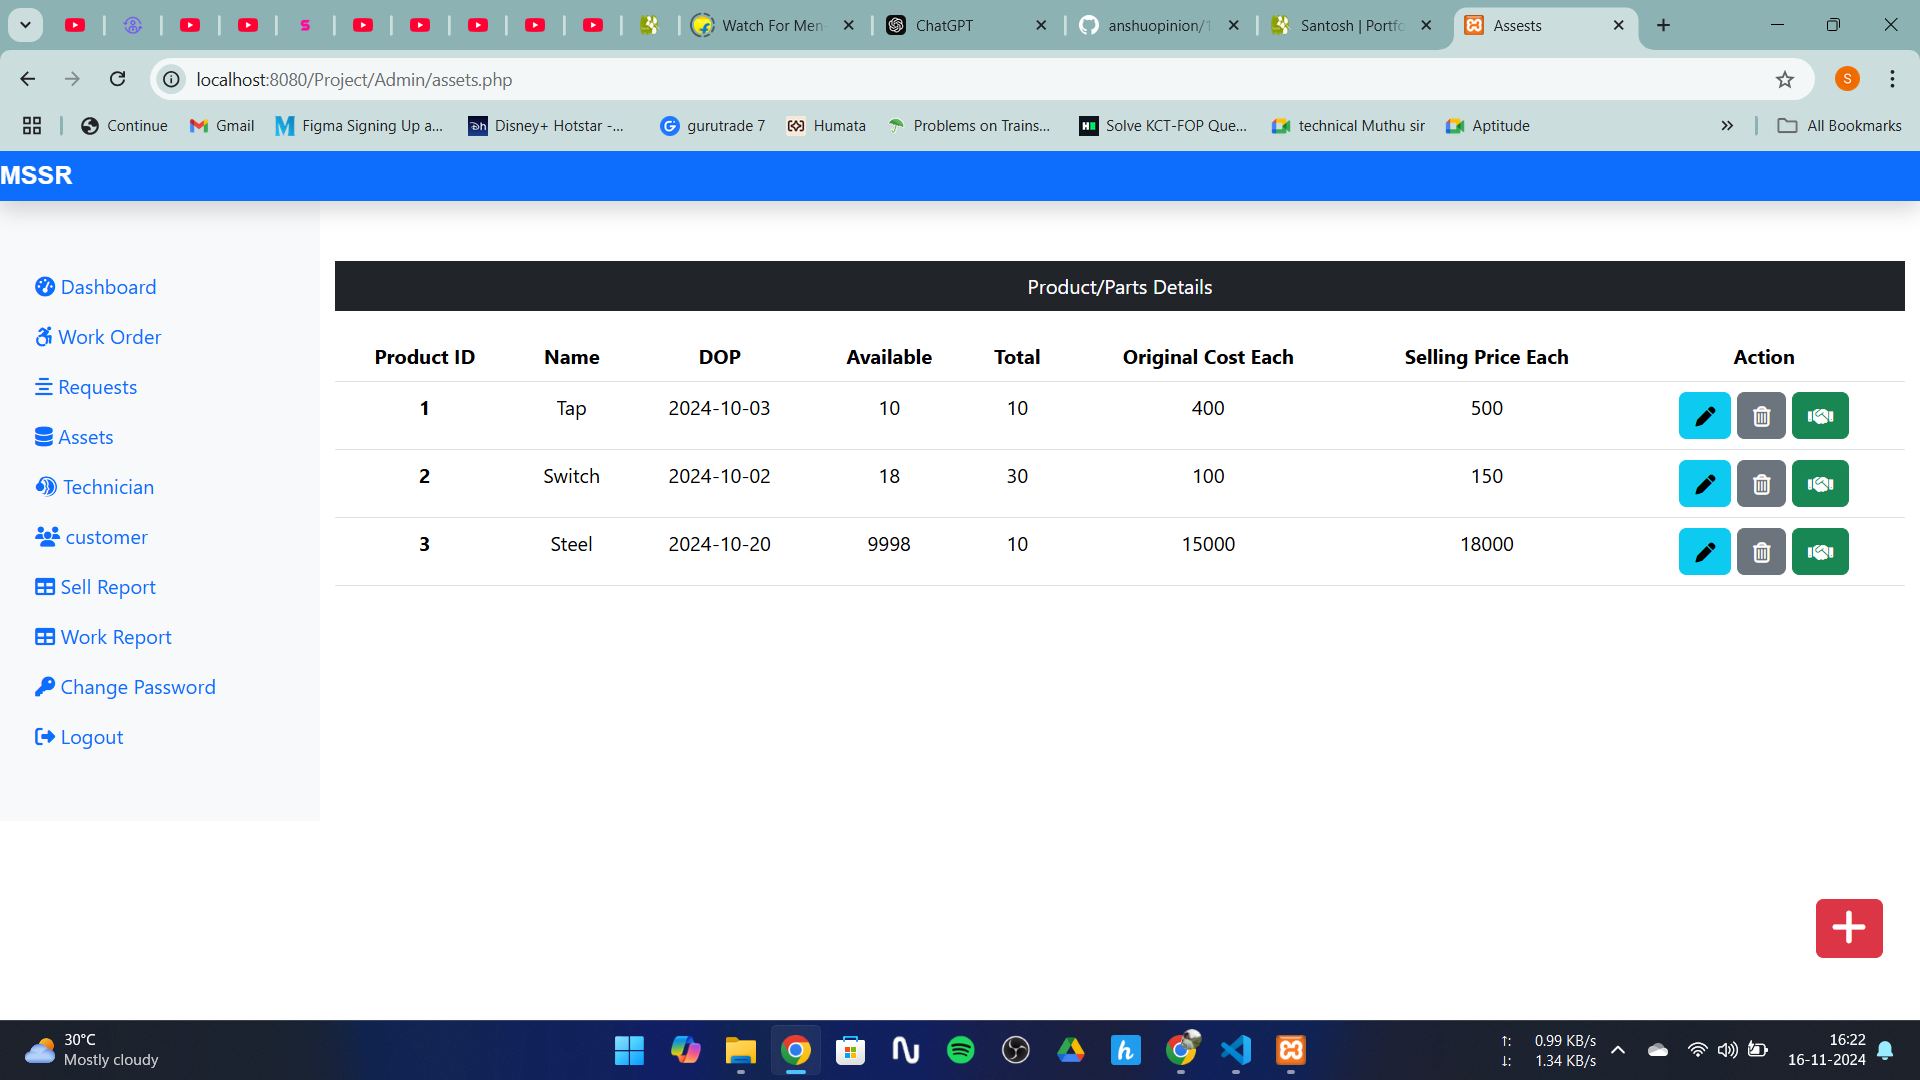 Watch For Men
ChatGPT
anshuopinion/1
Santosh | Portfo
Assests
localhost:8080/Project/Admin/assets.php
S
Continue
Gmail
Figma Signing Up a...
Disney+ Hotstar -...
gurutrade 7
Humata
Problems on Trains...
Solve KCT-FOP Que...
technical Muthu sir
Aptitude
All Bookmarks
MSSR
Dashboard
Work Order
Requests
Assets
Technician
customer
Sell Report
Work Report
Change Password
Logout
Product/Parts Details
Product ID Name DOP Available Total Original Cost Each Selling Price Each Action
1 Tap 2024-10-03 10 10 400 500
2 Switch 2024-10-02 18 30 100 150
3 Steel 2024-10-20 9998 10 15000 18000
30°C
Mostly cloudy
↑: 0.99 KB/s
↓: 1.34 KB/s
16:22
16-11-2024